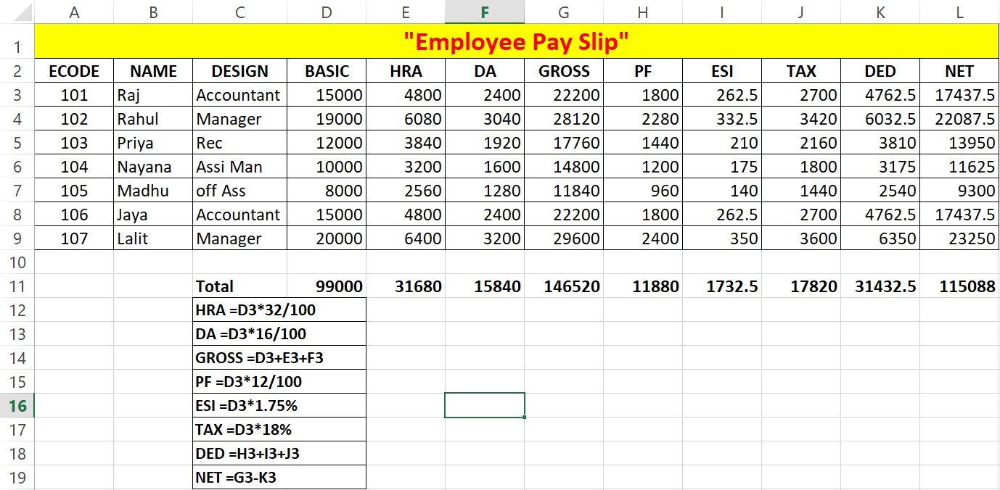 A B C D E F G H I J K L
1 "Employee Pay Slip"
2 ECODE NAME DESIGN BASIC HRA DA GROSS PF ESI TAX DED NET
3 101 Raj Accountant 15000 4800 2400 22200 1800 262.5 2700 4762.5 17437.5
4 102 Rahul Manager 19000 6080 3040 28120 2280 332.5 3420 6032.5 22087.5
5 103 Priya Rec 12000 3840 1920 17760 1440 210 2160 3810 13950
6 104 Nayana Assi Man 10000 3200 1600 14800 1200 175 1800 3175 11625
7 105 Madhu off Ass 8000 2560 1280 11840 960 140 1440 2540 9300
8 106 Jaya Accountant 15000 4800 2400 22200 1800 262.5 2700 4762.5 17437.5
9 107 Lalit Manager 20000 6400 3200 29600 2400 350 3600 6350 23250
10
11 Total 99000 31680 15840 146520 11880 1732.5 17820 31432.5 115088
12 HRA =D3*32/100
13 DA =D3*16/100
14 GROSS =D3+E3+F3
15 PF =D3*12/100
16 ESI =D3*1.75%
17 TAX =D3*18%
18 DED =H3+I3+J3
19 NET =G3-K3